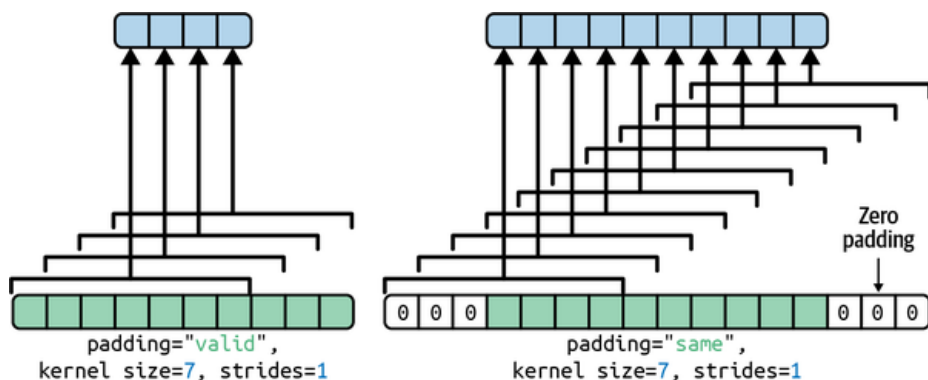 Zero
padding
0 0 0 0 0 0
padding="valid",
kernel size=7, strides=1
padding="same",
kernel size=7, strides=1